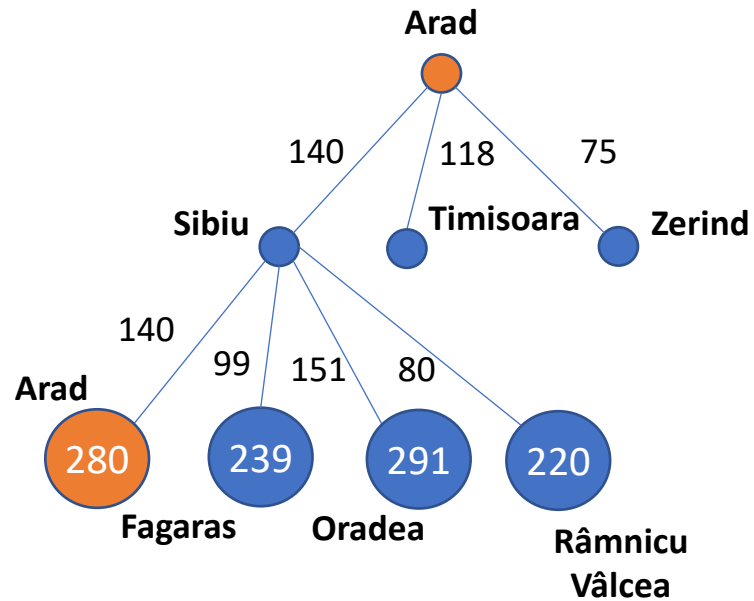 Arad
140
118
75
Sibiu
Timisoara
Zerind
140
99
151
80
Arad
280
239
291
220
Fagaras
Oradea
Râmnicu
Vâlcea